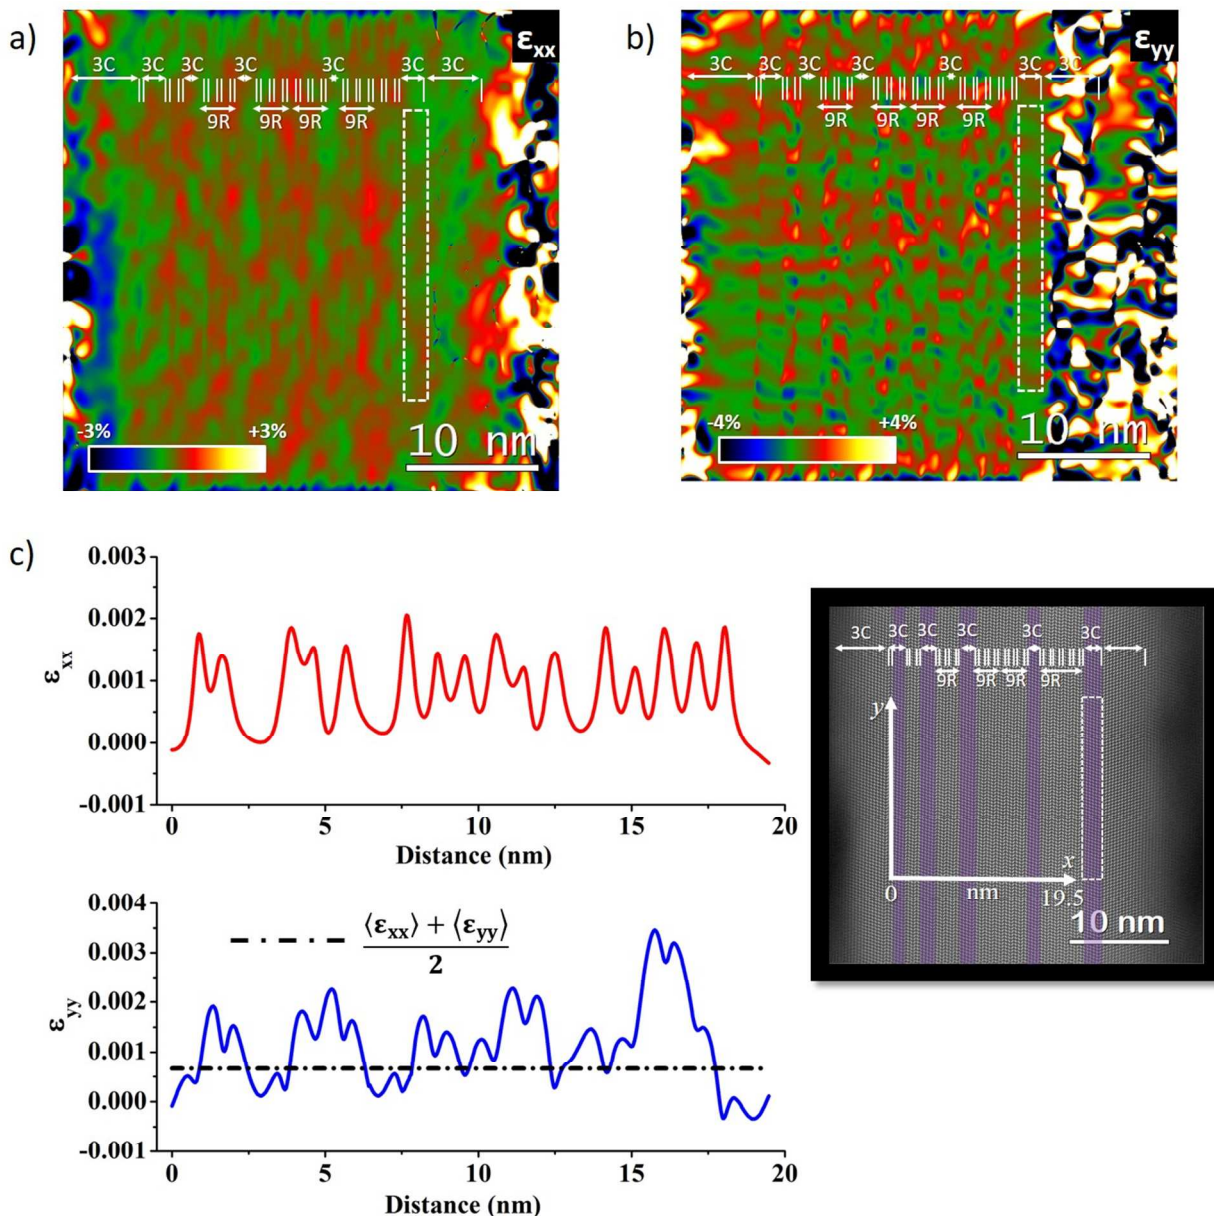 a)
εxx
3C 3C 3C 3C 3C 3C 3C
9R 9R 9R 9R
-3% +3%
10 nm
b)
εyy
3C 3C 3C 3C 3C 3C 3C
9R 9R 9R 9R
-4% +4%
10 nm
c)
0.003
0.002
0.001
0.000
-0.001
εxx
0 5 10 15 20
Distance (nm)
0.004
0.003
0.002
0.001
0.000
-0.001
εyy
⟨εxx⟩ + ⟨εyy⟩
2
0 5 10 15 20
Distance (nm)
3C 3C 3C 3C 3C 3C
9R 9R 9R 9R
y
x
0 nm 19.5
10 nm